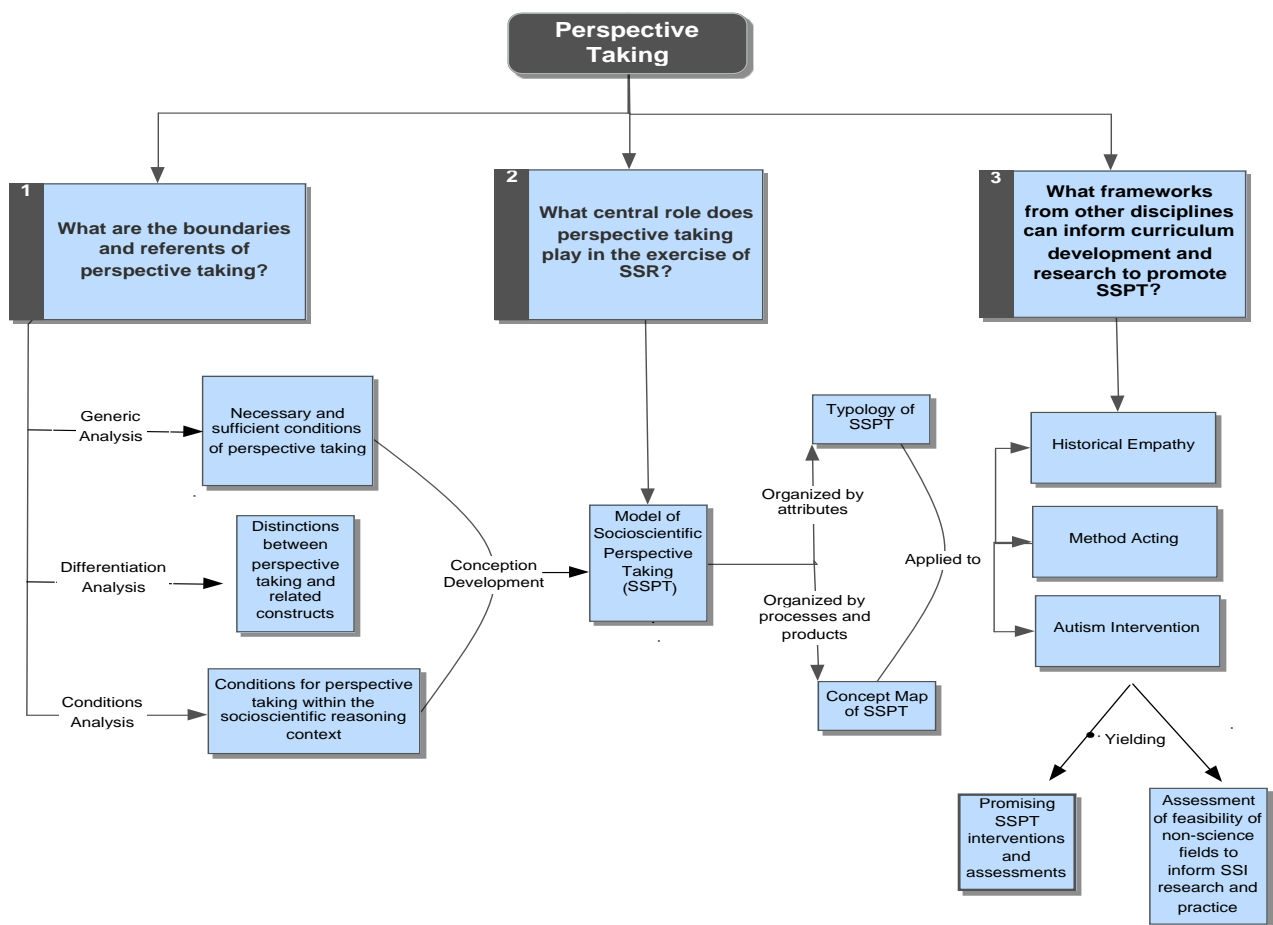 Perspective
Taking
1
What are the boundaries
and referents of
perspective taking?
2
What central role does
perspective taking
play in the exercise of
SSR?
3
What frameworks
from other disciplines
can inform curriculum
development and
research to promote
SSPT?
Generic
Analysis
Necessary and
sufficient conditions
of perspective taking
Differentiation
Analysis
Distinctions
between
perspective
taking and
related
constructs
Conditions
Analysis
Conditions for perspective
taking within the
socioscientific reasoning
context
Conception
Development
Model of
Socioscientific
Perspective
Taking
(SSPT)
Organized by
attributes
Organized by
processes and
products
Typology of
SSPT
Concept Map
of SSPT
Applied to
Historical Empathy
Method Acting
Autism Intervention
Yielding
Promising
SSPT
interventions
and
assessments
Assessment
of feasibility of
non-science
fields to
inform SSI
research and
practice